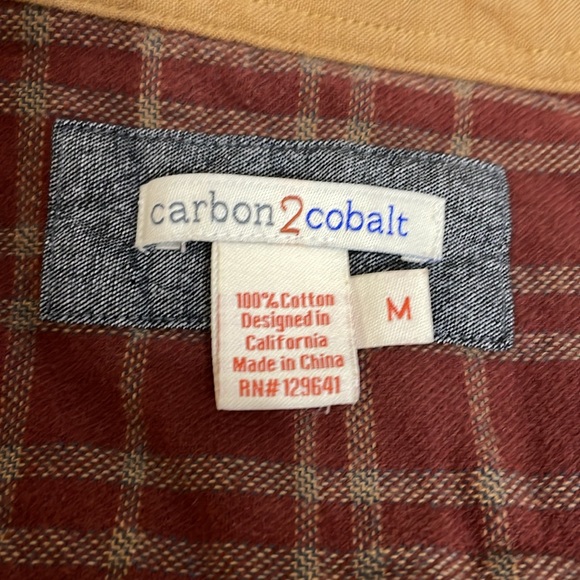 carbon2cobalt
100% Cotton
Designed in
California
Made in China
RN# 129641
M